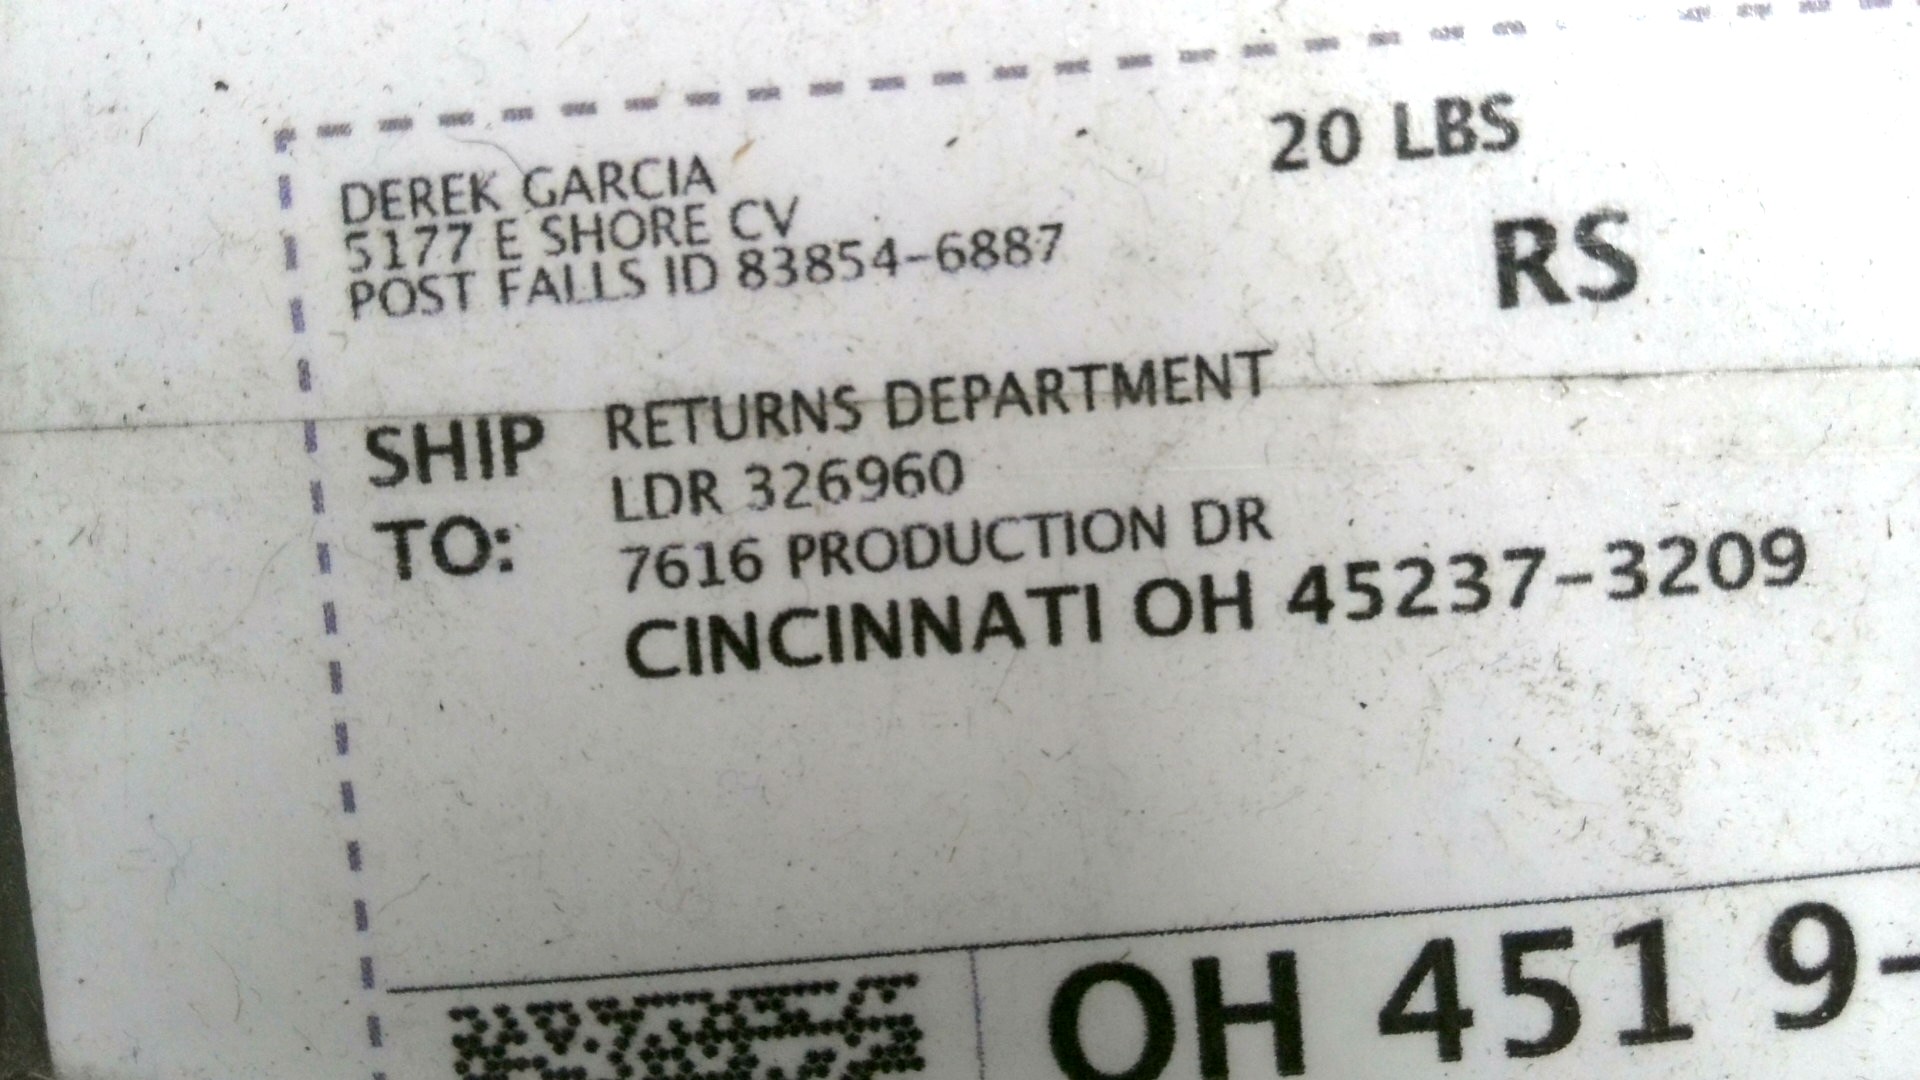 DEREK GARCIA
5177 E SHORE CV
POST FALLS ID 83854-6887
20 LBS
RS
SHIP TO:
RETURNS DEPARTMENT
LDR 326960
7616 PRODUCTION DR
CINCINNATI OH 45237-3209
OH 451 9-